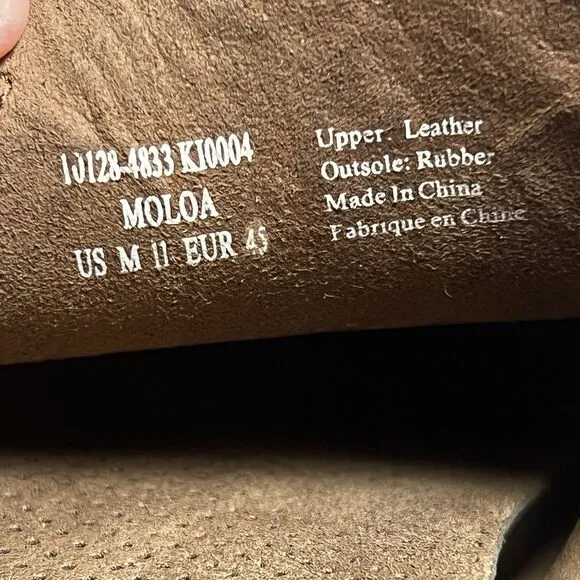 10128-4833 KI0004
MOLOA
US M 11 EUR 45
Upper: Leather
Outsole: Rubber
Made In China
Fabrique en Chine